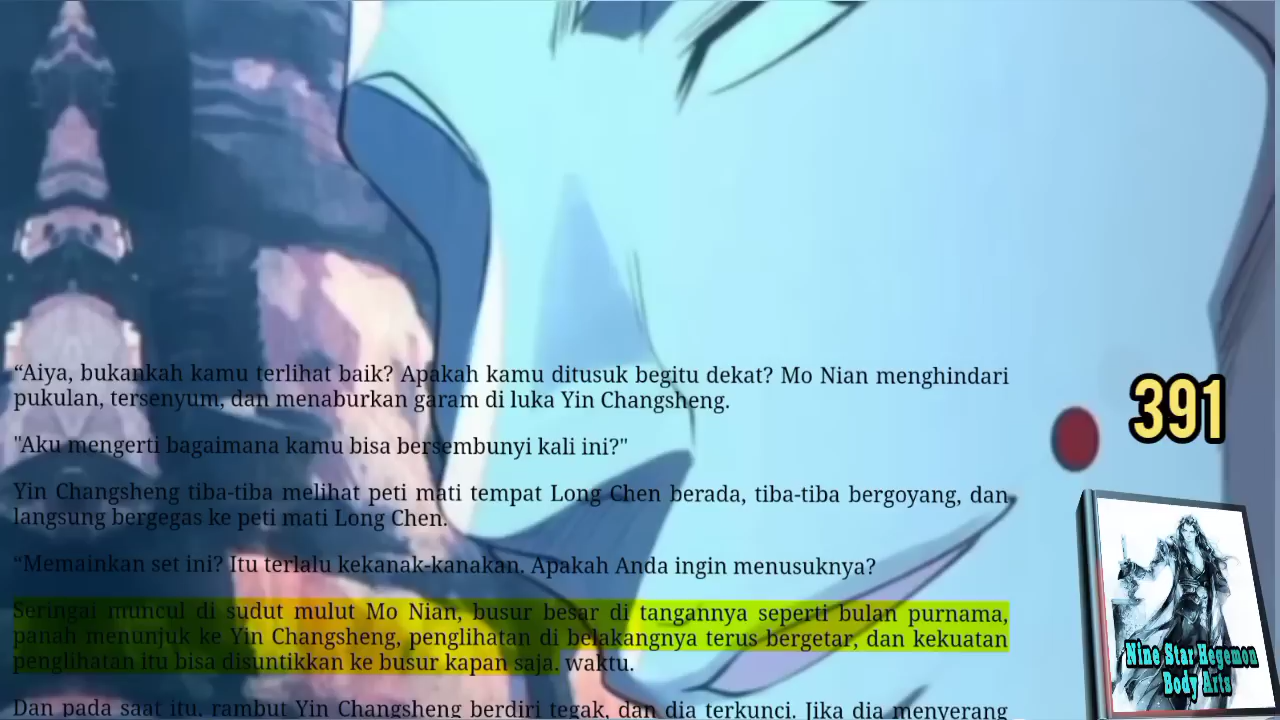 “Aiya, bukankah kamu terlihat baik? Apakah kamu ditusuk begitu dekat? Mo Nian menghindari
pukulan, tersenyum, dan menaburkan garam di luka Yin Changsheng.
"Aku mengerti bagaimana kamu bisa bersembunyi kali ini?"
Yin Changsheng tiba-tiba melihat peti mati tempat Long Chen berada, tiba-tiba bergoyang, dan
langsung bergegas ke peti mati Long Chen.
“Memainkan set ini? Itu terlalu kekanak-kanakan. Apakah Anda ingin menusuknya?
Seringai muncul di sudut mulut Mo Nian, busur besar di tangannya seperti bulan purnama,
panah menunjuk ke Yin Changsheng, penglihatan di belakangnya terus bergetar, dan kekuatan
penglihatan itu bisa disuntikkan ke busur kapan saja. waktu.
Dan pada saat itu, rambut Yin Changsheng berdiri tegak, dan dia terkunci. Jika dia menyerang
391
Nine Star Hegemon
Body Arts